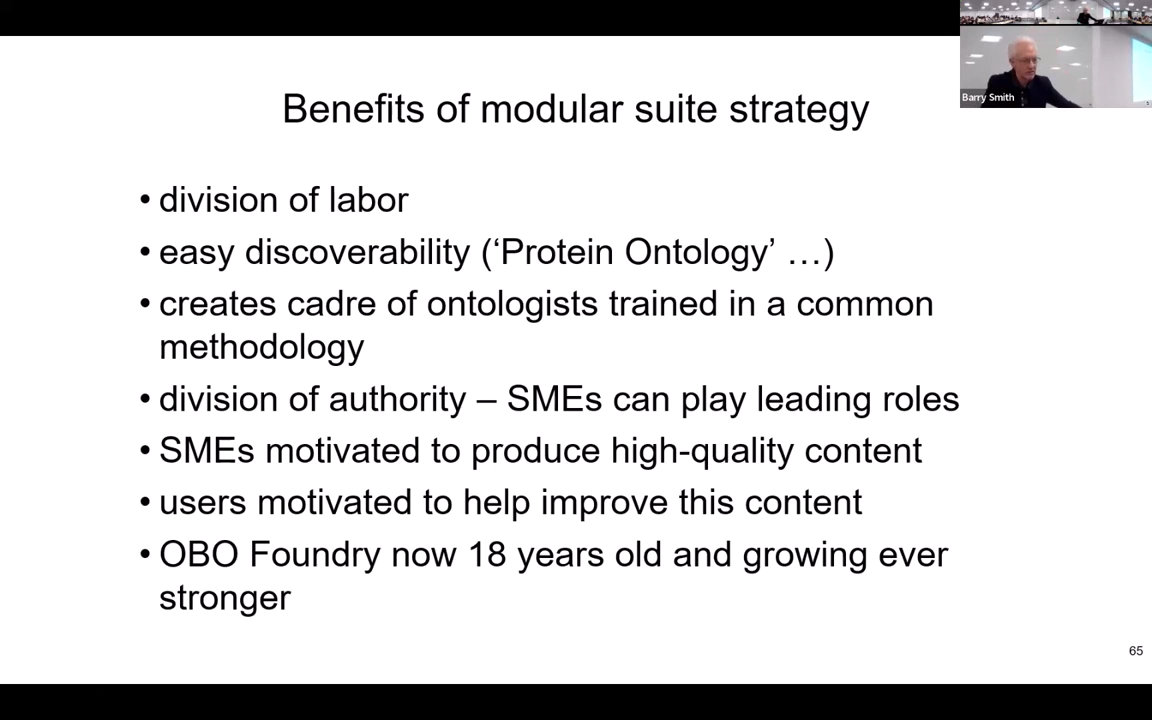 Barry Smith
Benefits of modular suite strategy
• division of labor
• easy discoverability (‘Protein Ontology’ …)
• creates cadre of ontologists trained in a common
methodology
• division of authority – SMEs can play leading roles
• SMEs motivated to produce high-quality content
• users motivated to help improve this content
• OBO Foundry now 18 years old and growing ever
stronger
65